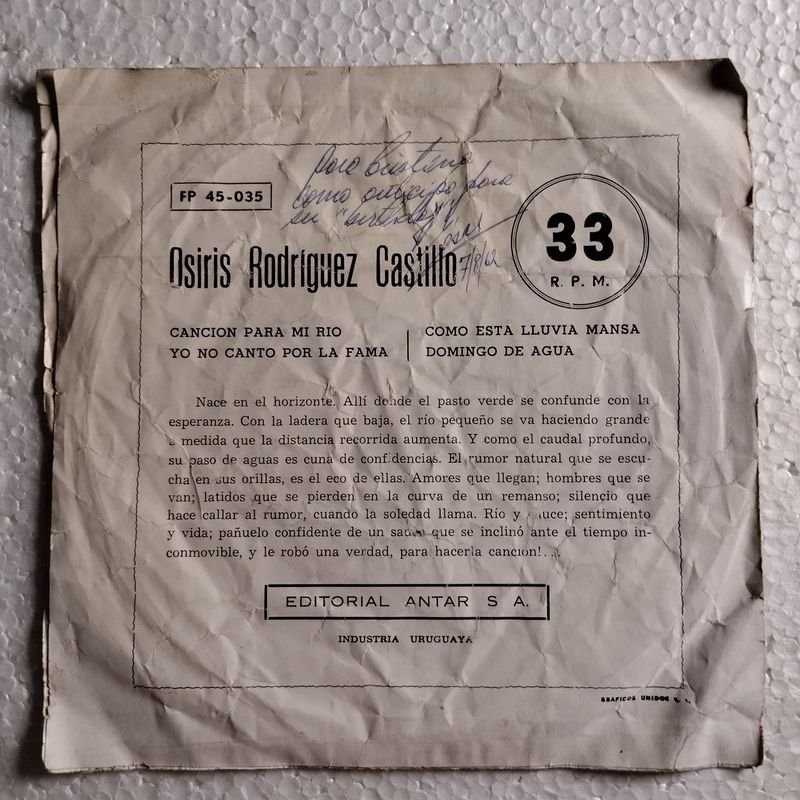 Para
como anticipo para
su "
7/8/62
FP 45-035
33
R. P. M.
Osiris Rodríguez Castillo
CANCION PARA MI RIO
YO NO CANTO POR LA FAMA
COMO ESTA LLUVIA MANSA
DOMINGO DE AGUA
Nace en el horizonte. Allí donde el pasto verde se confunde con la
esperanza. Con la ladera que baja, el río pequeño se va haciendo grande
a medida que la distancia recorrida aumenta. Y como el caudal profundo,
su paso de aguas es cuna de confidencias. El rumor natural que se escu-
cha en sus orillas, es el eco de ellas. Amores que llegan; hombres que se
van; latidos que se pierden en la curva de un remanso; silencio que
hace callar al rumor, cuando la soledad llama. Río y sauce; sentimiento
y vida; pañuelo confidente de un sauce que se inclinó ante el tiempo in-
conmovible, y le robó una verdad, para hacerla cancion!...
EDITORIAL ANTAR S A.
INDUSTRIA URUGUAYA
GRAFICOS UNIDOS S. A.